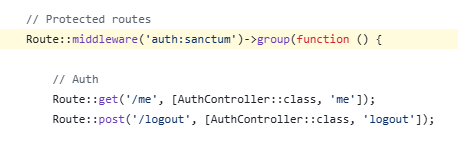 // Protected routes
Route::middleware('auth:sanctum')->group(function () {
// Auth
Route::get('/me', [AuthController::class, 'me']);
Route::post('/logout', [AuthController::class, 'logout']);